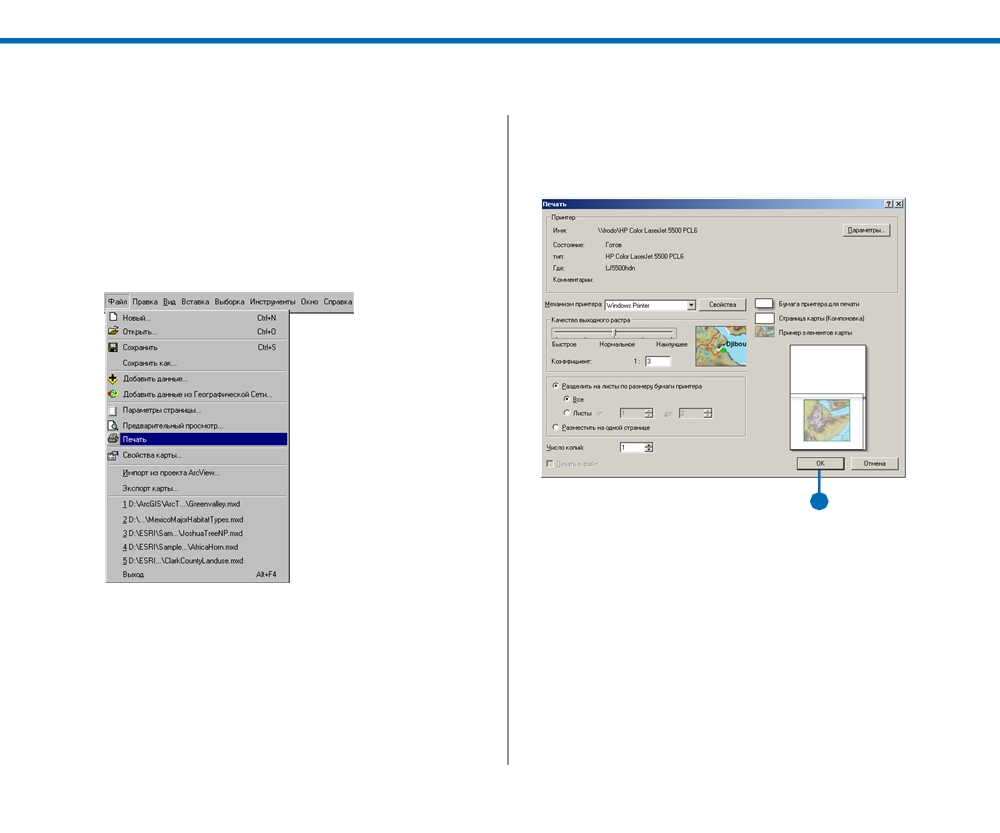 Файл Правка Вид Вставка Выборка Инструменты Окно Справка
Новый... Ctrl+N
Открыть... Ctrl+O
Сохранить Ctrl+S
Сохранить как...
Добавить данные...
Добавить данные из Географической Сети...
Параметры страницы...
Предварительный просмотр...
Печать
Свойства карты...
Импорт из проекта ArcView...
Экспорт карты...
1 D:\ArcGIS\ArcT...\Greenvalley.mxd
2 D:\...\MexicoMajorHabitatTypes.mxd
3 D:\ESRI\Sam...\JoshuaTreeNP.mxd
4 D:\ESRI\Sample...\AfricaHorn.mxd
5 D:\ESRI...\ClarkCountyLanduse.mxd
Выход Alt+F4
Печать
Принтер
Имя: \\frodo\HP Color LaserJet 5500 PCL6 Параметры...
Состояние: Готов
тип: HP Color LaserJet 5500 PCL6
Где: LJ5500hdn
Комментарии:
Механизм принтера: Windows Printer Свойства
Качество выходного растра
Быстрое Нормальное Наилучшее
Коэффициент: 1 : 3
Djibou
Бумага принтера для печати
Страница карты (Компоновка)
Пример элементов карты
Разделить на листы по размеру бумаги принтера
Все
Листы от 1 до 2
Разместить на одной странице
Число копий: 1
Печать в файл
OK Отмена